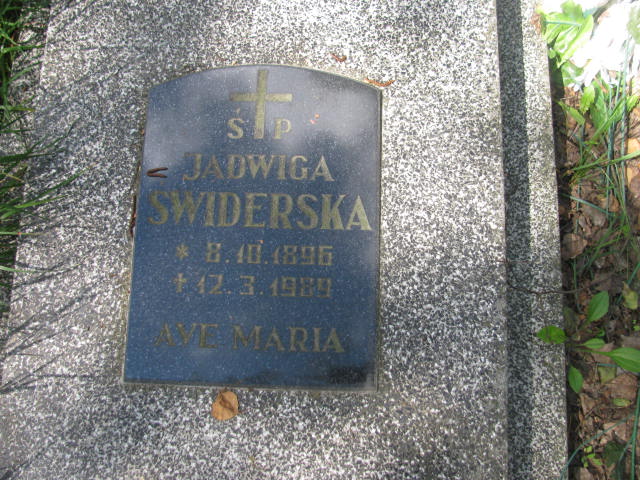 Ś P
JADWIGA
SWIDERSKA
* 8.10.1896
† 12.3.1989
AVE MARIA